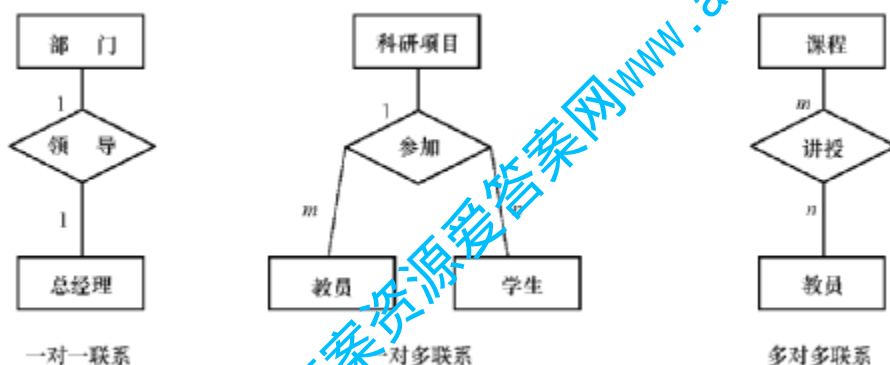 部 门
1
领 导
1
总经理
一对一联系
科研项目
1
参加
m
n
教员
学生
一对多联系
课程
m
讲授
n
教员
多对多联系
答案资源爱答案网www.a